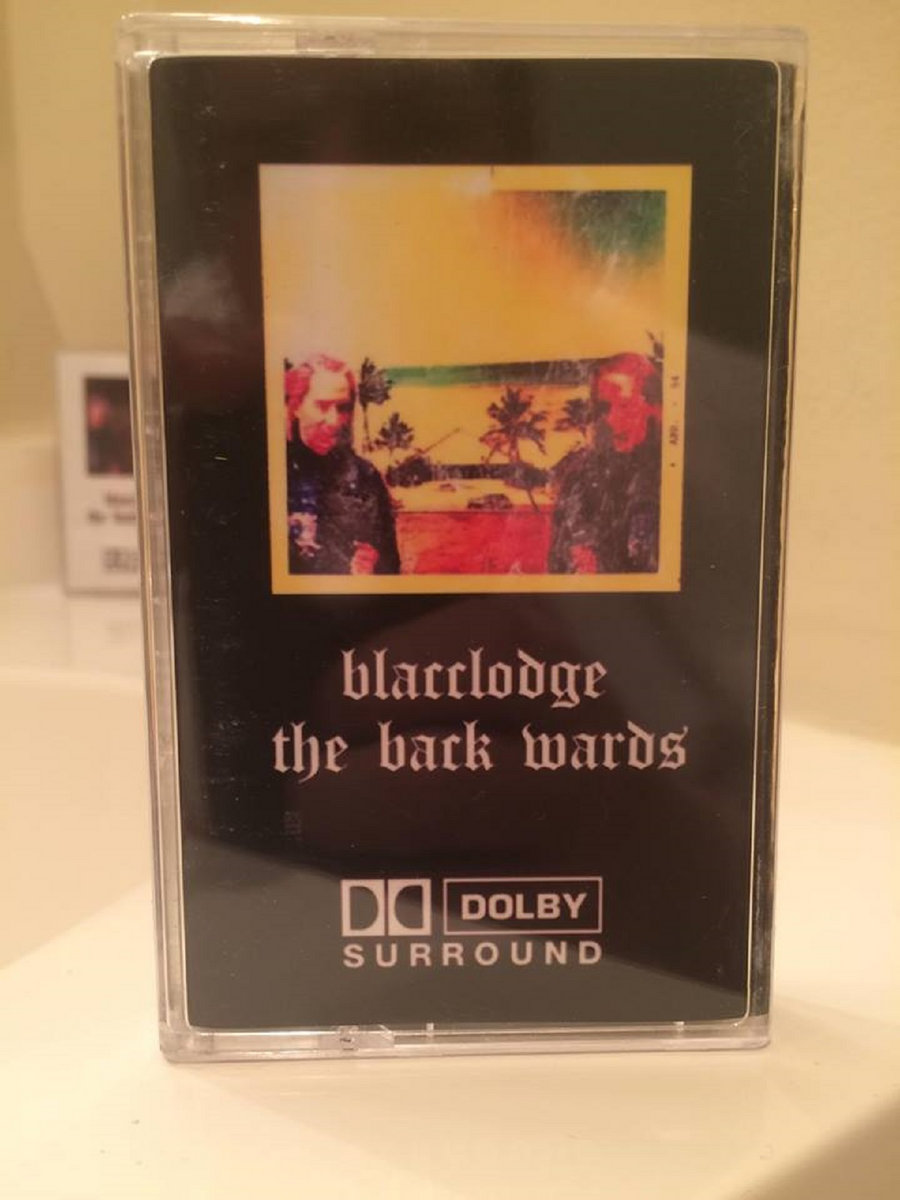 blacclodge
the back wards
DOLBY
SURROUND